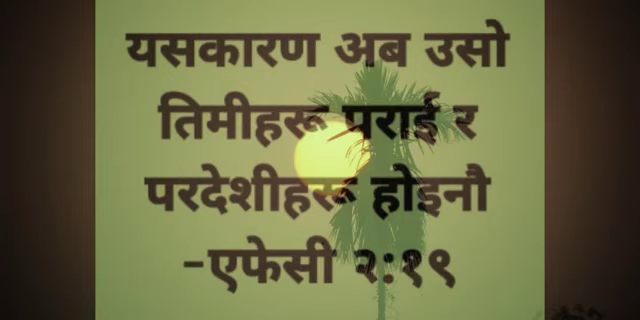 यसकारण अब उसो
तिमीहरू पराई र
परदेशीहरू होइनौ
-एफेसी २:१९